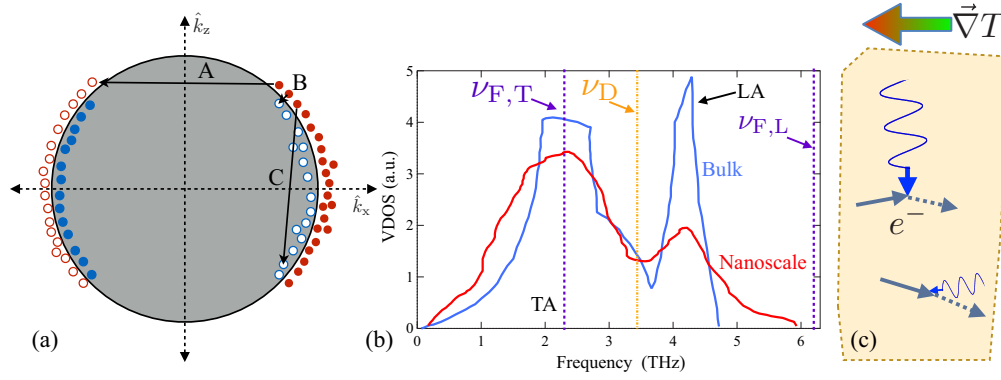 k̂z
A
B
C
k̂x
(a)
VDOS (a.u.)
5
4
3
2
1
0
0
1
2
3
4
5
6
Frequency (THz)
νF,T
νD
LA
νF,L
Bulk
Nanoscale
TA
(b)
∇⃗T
e⁻
(c)